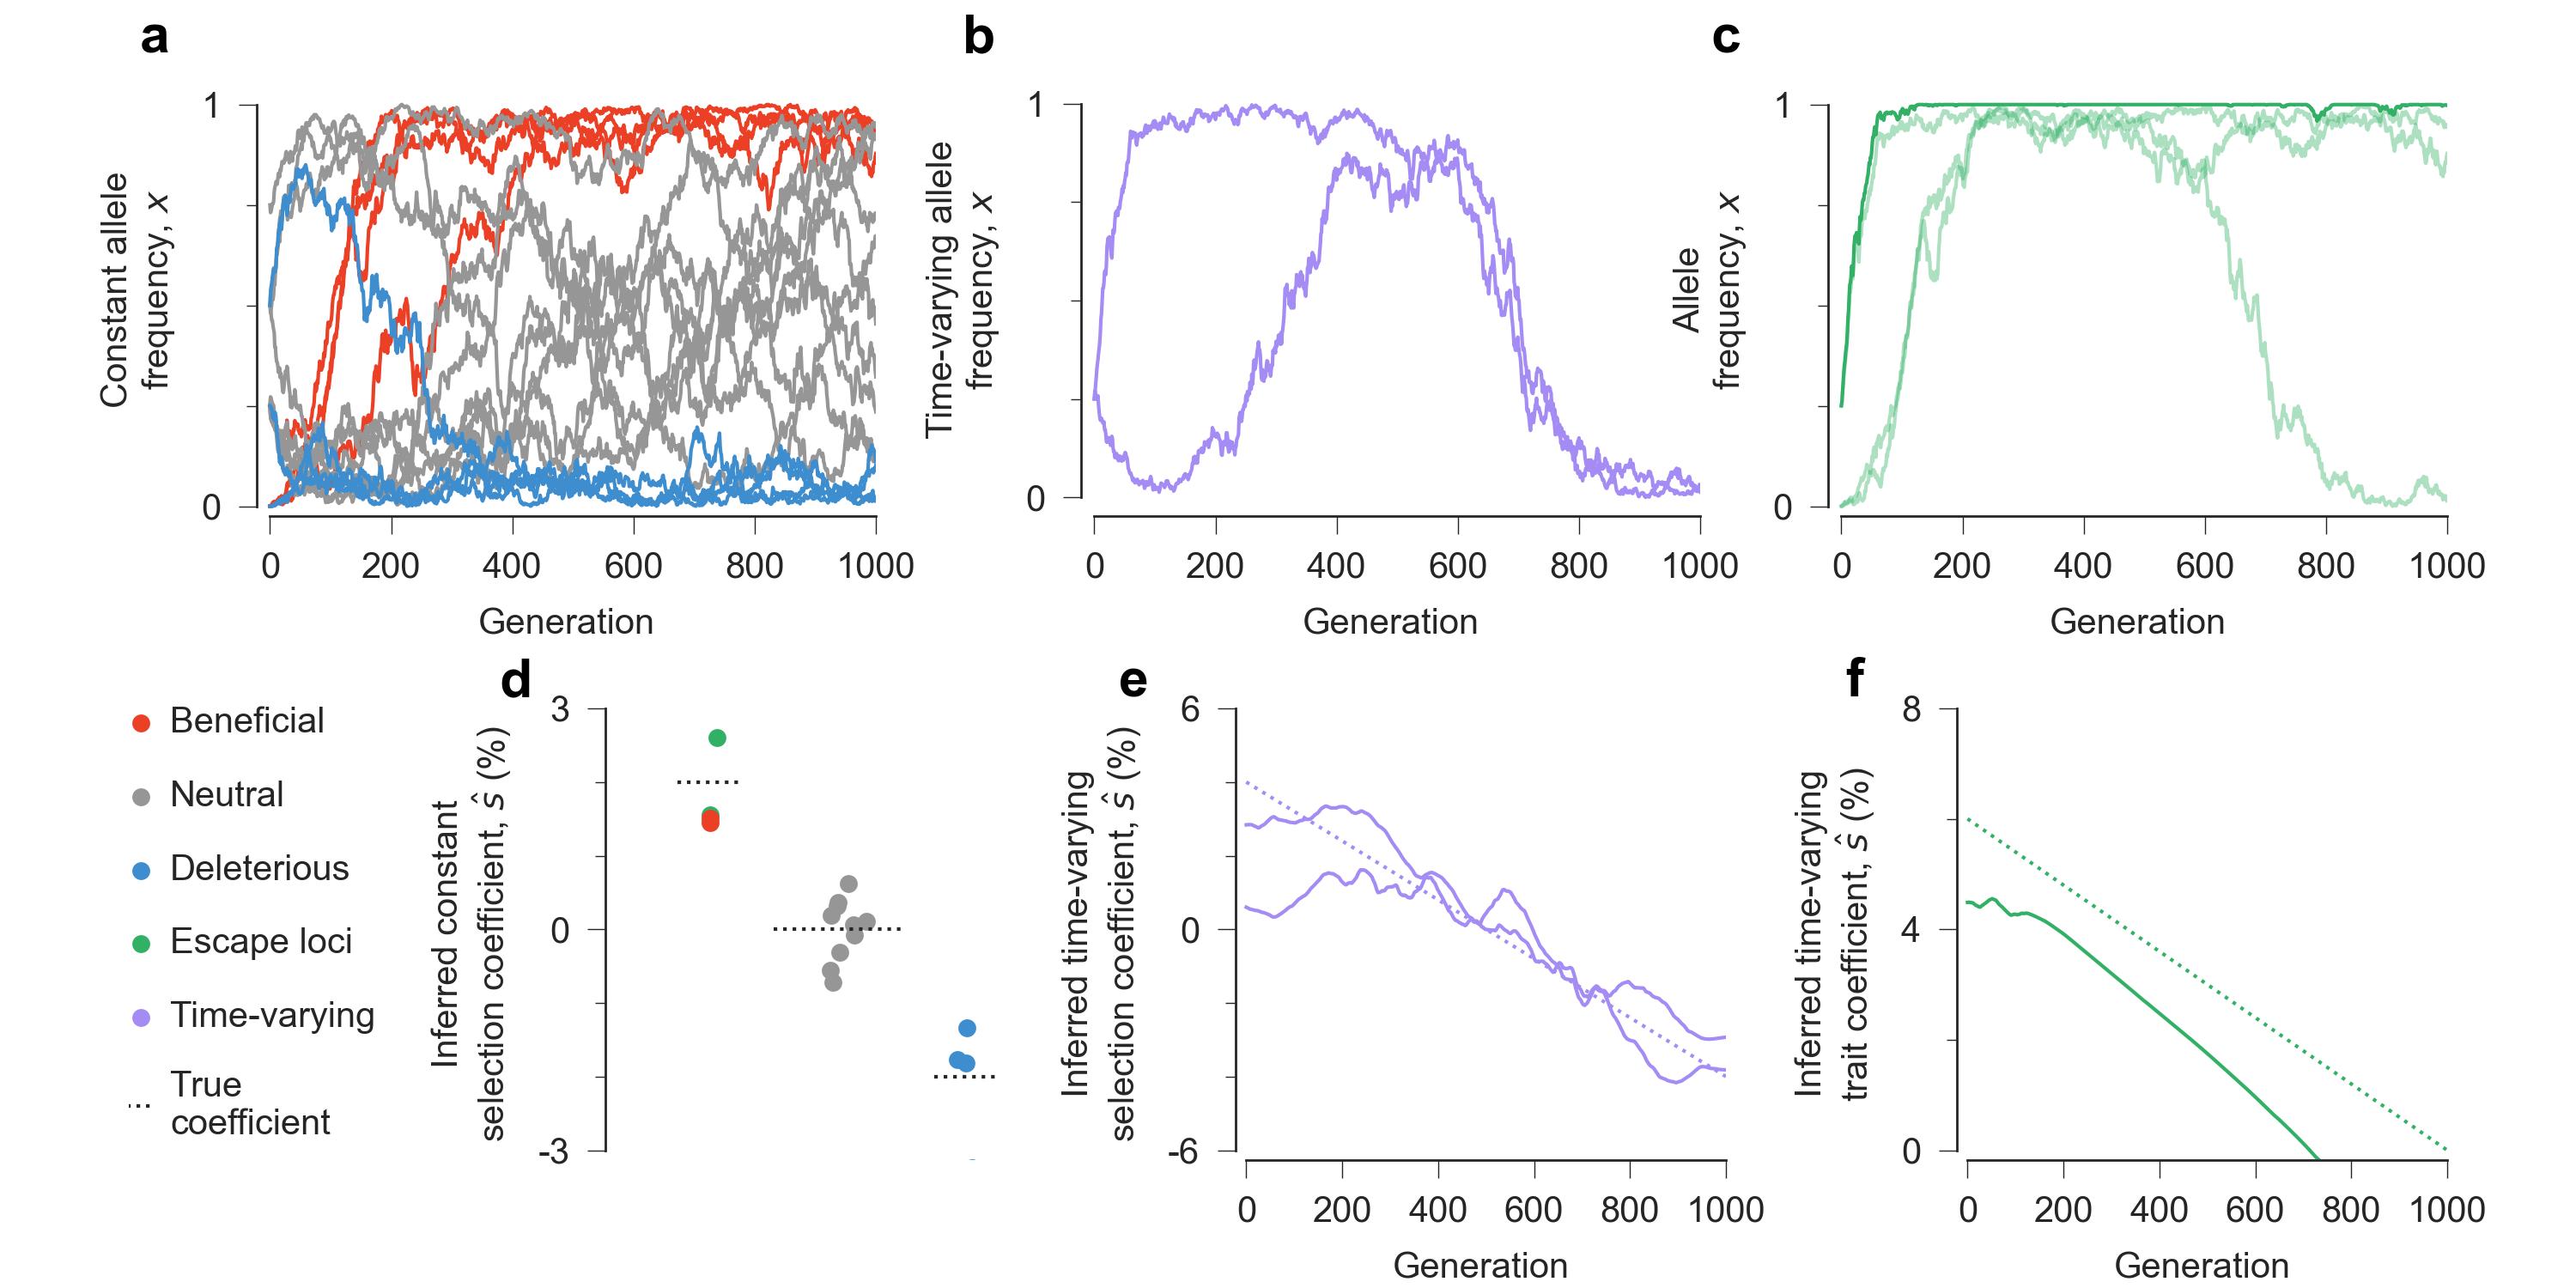 a
b
c
Constant allele
frequency, x
1
0
0 200 400 600 800 1000
Generation
Time-varying allele
frequency, x
1
0
0 200 400 600 800 1000
Generation
Allele
frequency, x
1
0
0 200 400 600 800 1000
Generation
Beneficial
Neutral
Deleterious
Escape loci
Time-varying
True
coefficient
d
Inferred constant
selection coefficient, ŝ (%)
3
0
-3
e
Inferred time-varying
selection coefficient, ŝ (%)
6
0
-6
0 200 400 600 800 1000
Generation
f
Inferred time-varying
trait coefficient, ŝ (%)
8
4
0
0 200 400 600 800 1000
Generation